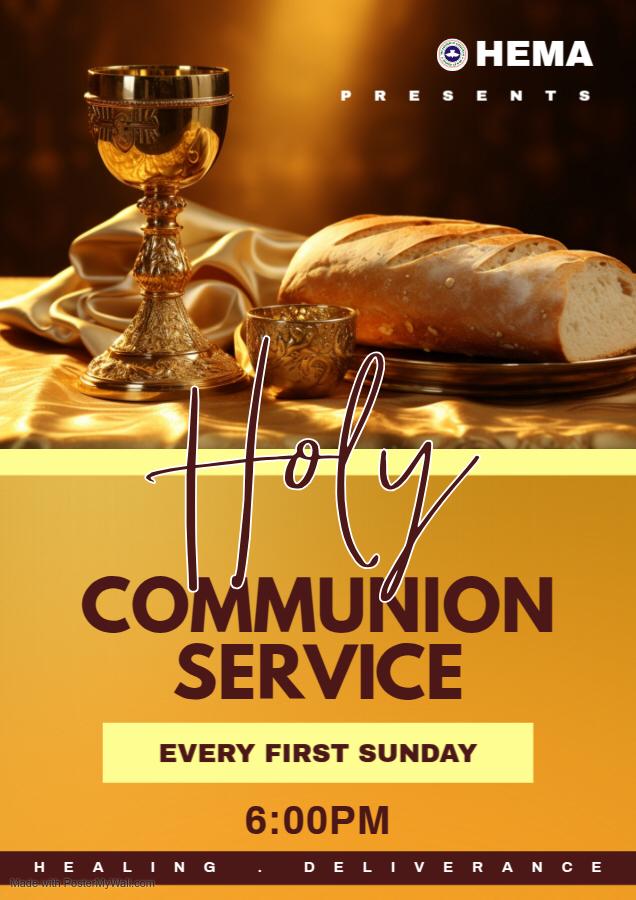 HEMA
PRESENTS
Holy
COMMUNION
SERVICE
EVERY FIRST SUNDAY
6:00PM
HEALING . DELIVERANCE
Made with PosterMyWall.com